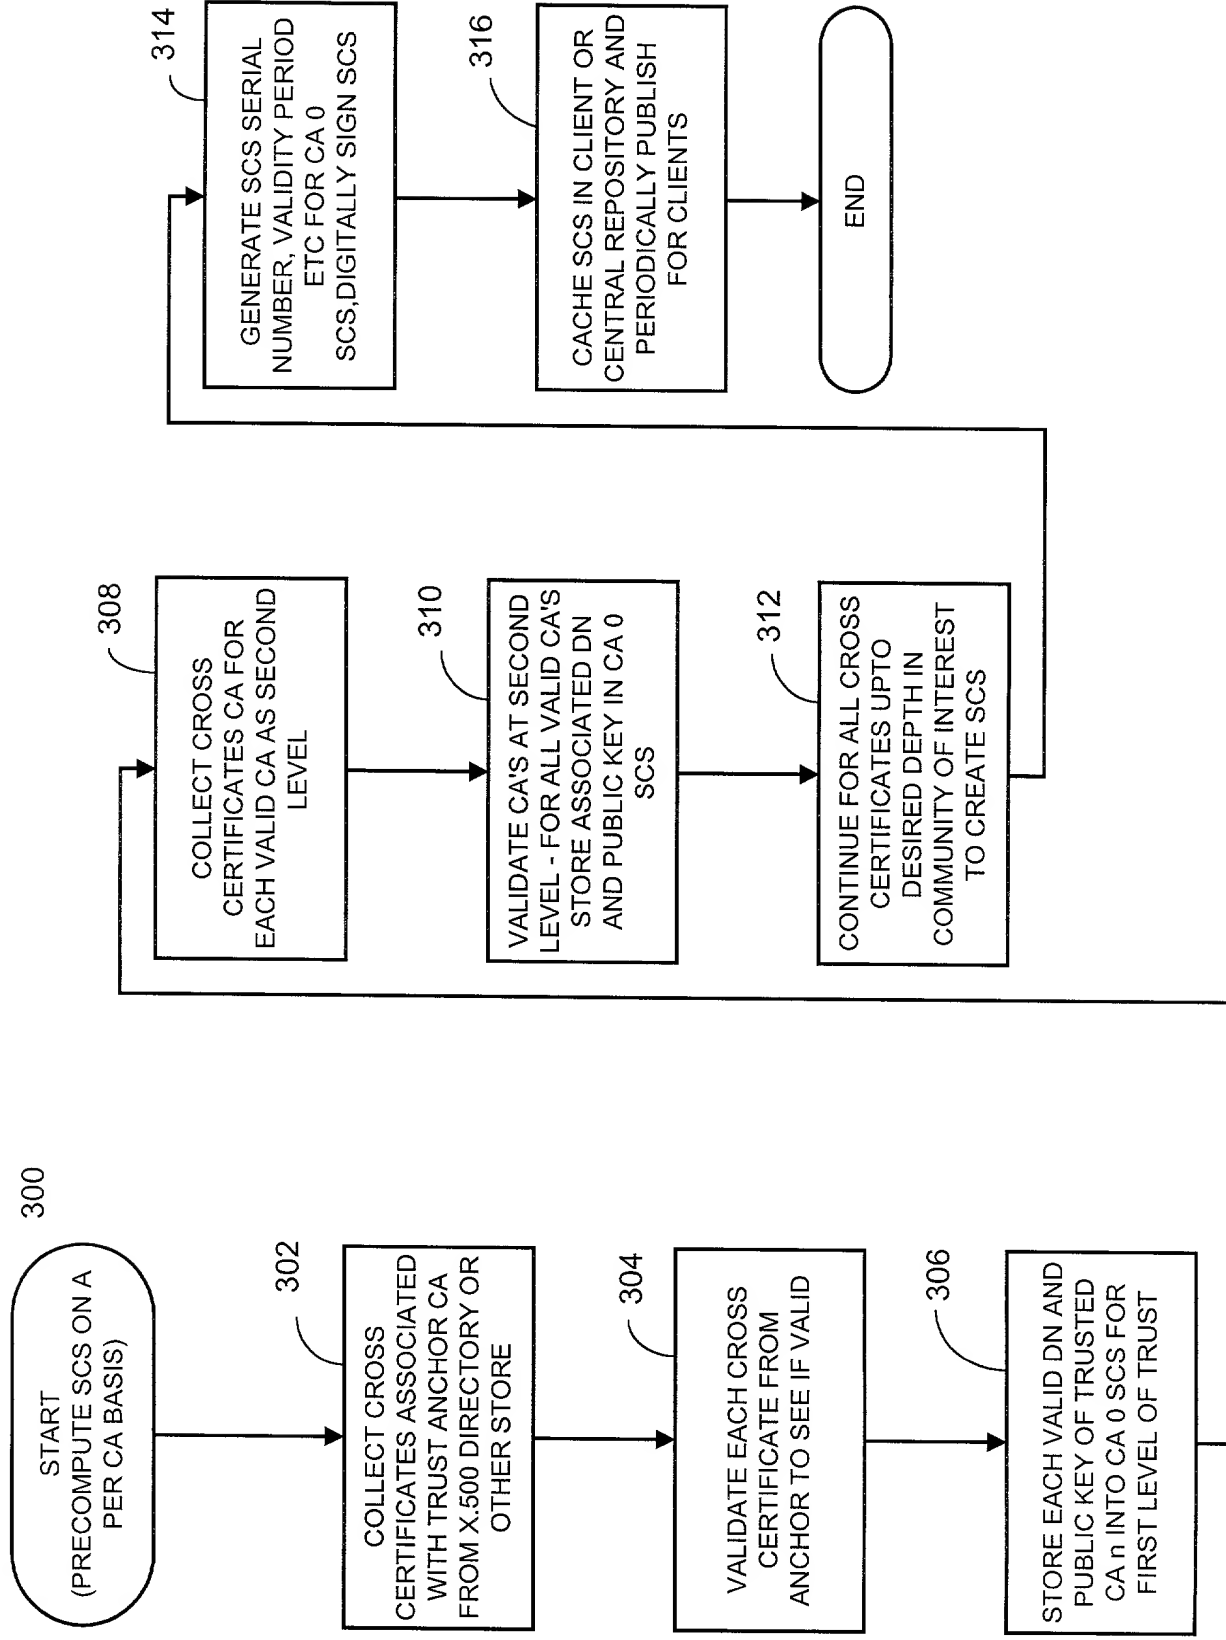 300
START
(PRECOMPUTE SCS ON A
PER CA BASIS)
302
COLLECT CROSS
CERTIFICATES ASSOCIATED
WITH TRUST ANCHOR CA
FROM X.500 DIRECTORY OR
OTHER STORE
304
VALIDATE EACH CROSS
CERTIFICATE FROM
ANCHOR TO SEE IF VALID
306
STORE EACH VALID DN AND
PUBLIC KEY OF TRUSTED
CA n INTO CA 0 SCS FOR
FIRST LEVEL OF TRUST
308
COLLECT CROSS
CERTIFICATES CA FOR
EACH VALID CA AS SECOND
LEVEL
310
VALIDATE CA'S AT SECOND
LEVEL - FOR ALL VALID CA'S
STORE ASSOCIATED DN
AND PUBLIC KEY IN CA 0
SCS
312
CONTINUE FOR ALL CROSS
CERTIFICATES UPTO
DESIRED DEPTH IN
COMMUNITY OF INTEREST
TO CREATE SCS
314
GENERATE SCS SERIAL
NUMBER, VALIDITY PERIOD
ETC FOR CA 0
SCS,DIGITALLY SIGN SCS
316
CACHE SCS IN CLIENT OR
CENTRAL REPOSITORY AND
PERIODICALLY PUBLISH
FOR CLIENTS
END